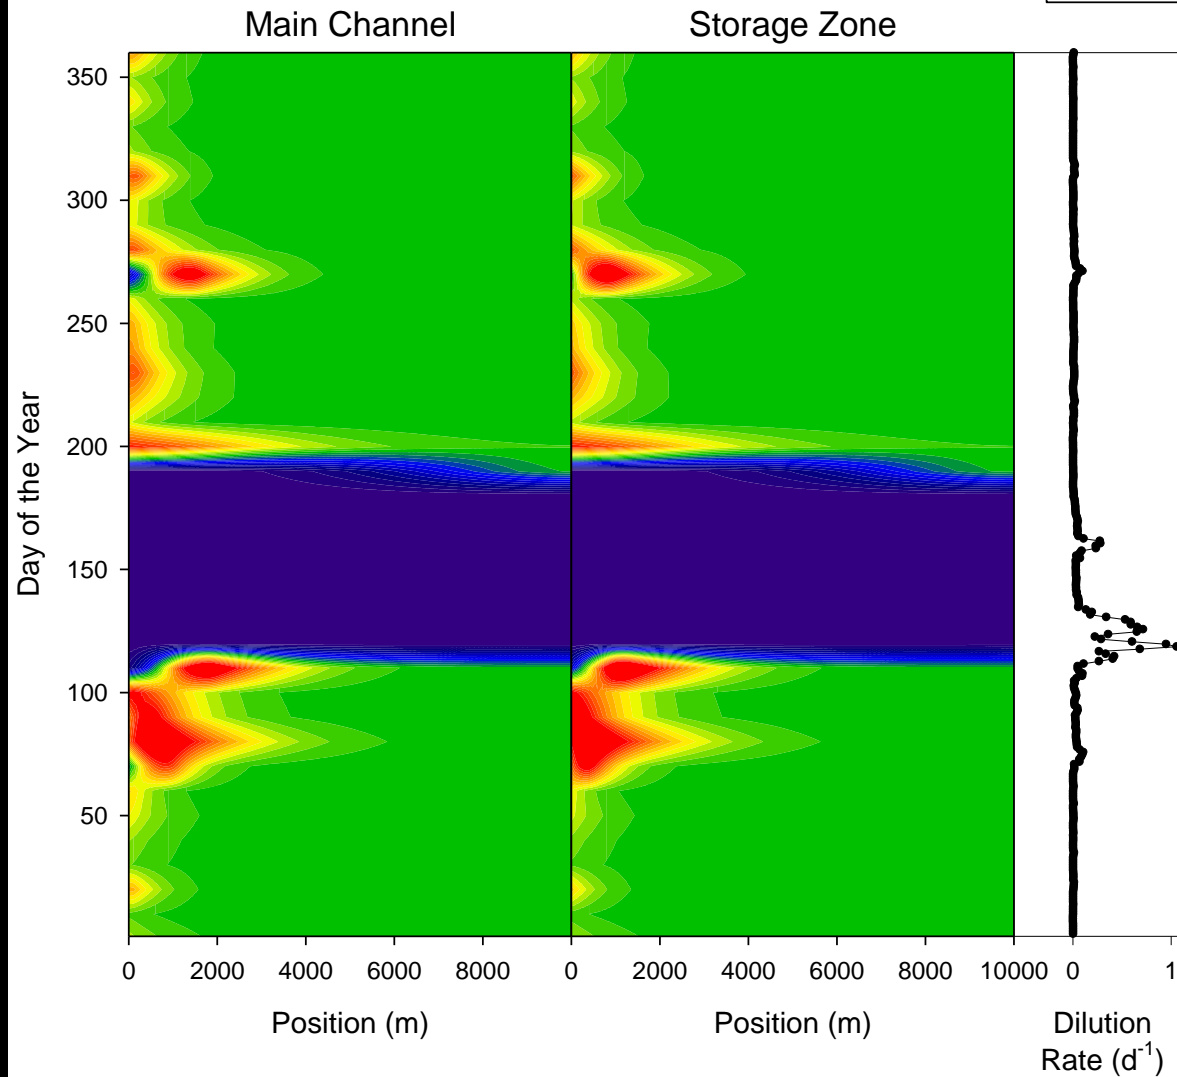 Main Channel
Storage Zone
Day of the Year
350
300
250
200
150
100
50
0 2000 4000 6000 8000
0 2000 4000 6000 8000 10000
0 1
Position (m)
Position (m)
Dilution
Rate (d-1)